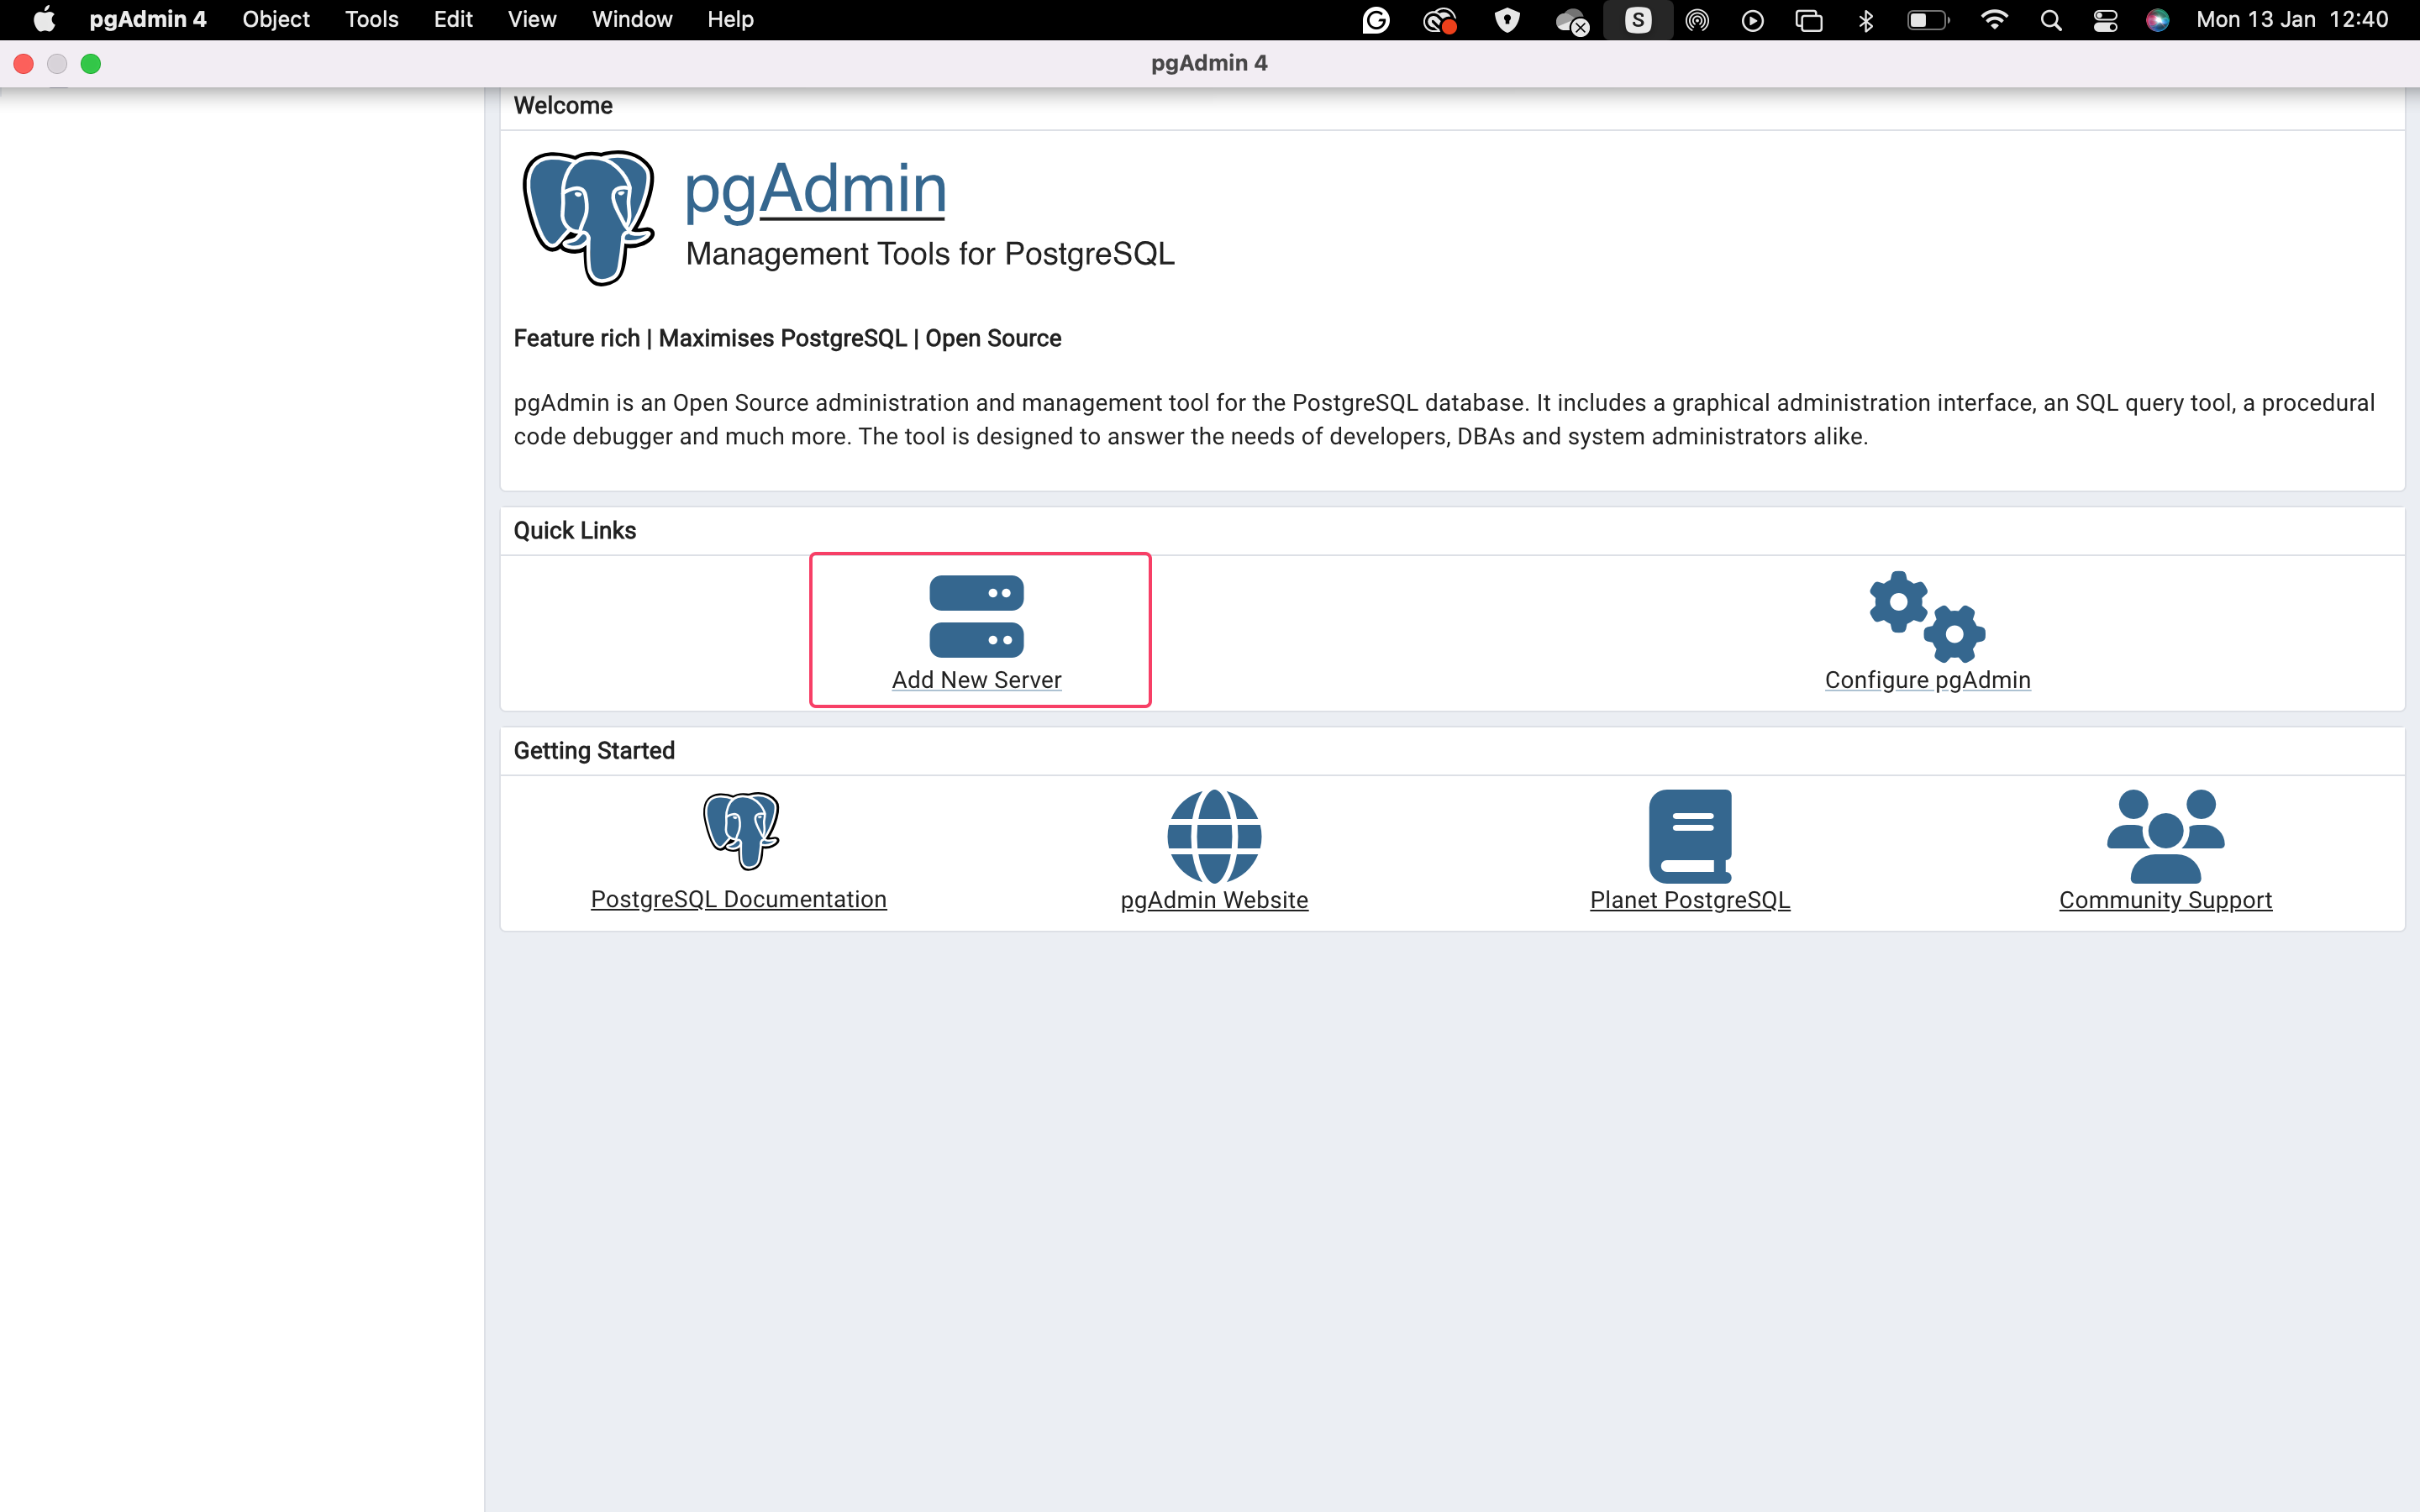 pgAdmin 4 Object Tools Edit View Window Help S Mon 13 Jan 12:40
pgAdmin 4
Welcome
pgAdmin
Management Tools for PostgreSQL
Feature rich | Maximises PostgreSQL | Open Source
pgAdmin is an Open Source administration and management tool for the PostgreSQL database. It includes a graphical administration interface, an SQL query tool, a procedural
code debugger and much more. The tool is designed to answer the needs of developers, DBAs and system administrators alike.
Quick Links
Add New Server
Configure pgAdmin
Getting Started
PostgreSQL Documentation
pgAdmin Website
Planet PostgreSQL
Community Support